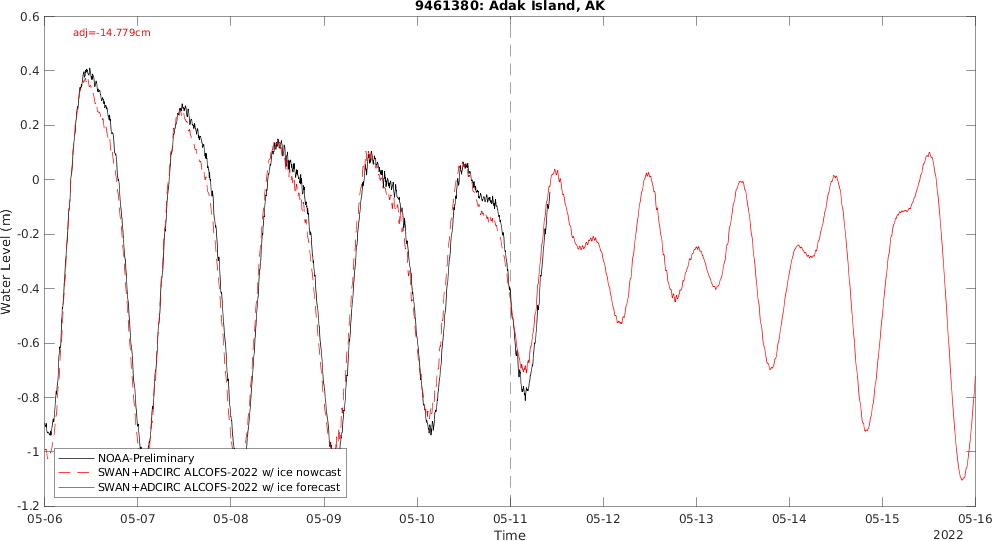 9461380: Adak Island, AK
adj=-14.779cm
Water Level (m)
0.6
0.4
0.2
0
-0.2
-0.4
-0.6
-0.8
-1
-1.2
NOAA-Preliminary
SWAN+ADCIRC ALCOFS-2022 w/ ice nowcast
SWAN+ADCIRC ALCOFS-2022 w/ ice forecast
05-06 05-07 05-08 05-09 05-10 05-11 05-12 05-13 05-14 05-15 05-16
Time
2022